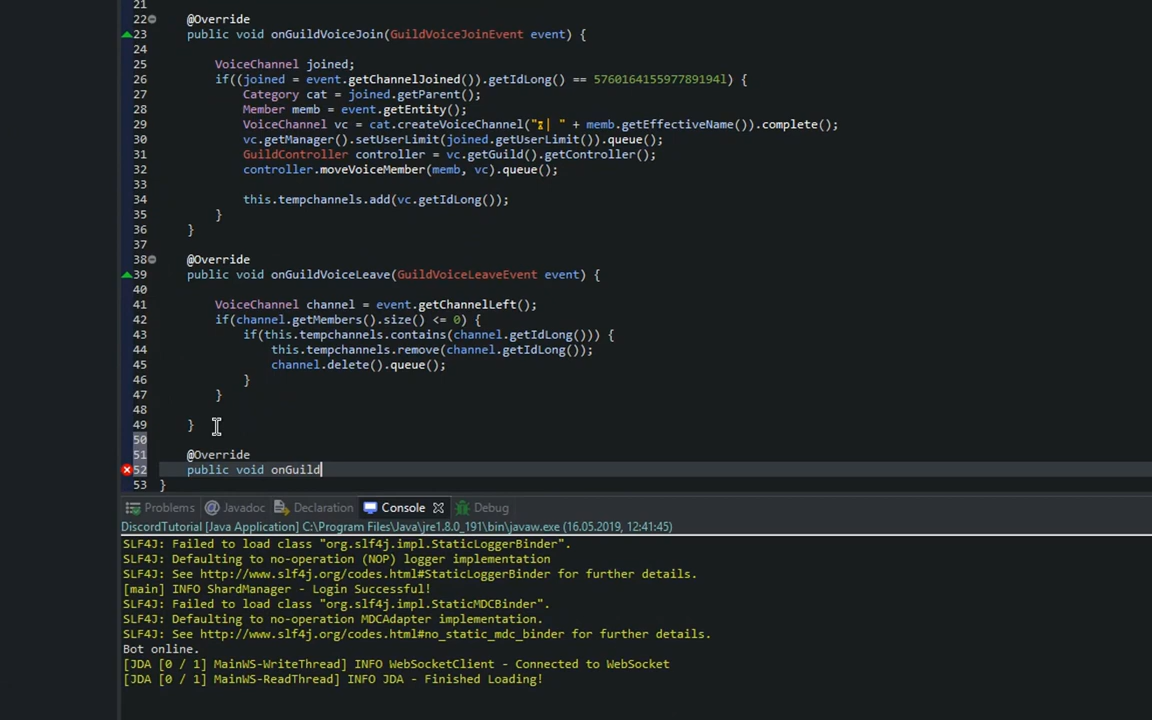 21
22 @Override
23 public void onGuildVoiceJoin(GuildVoiceJoinEvent event) {
24
25 VoiceChannel joined;
26 if((joined = event.getChannelJoined()).getIdLong() == 576016415597789194l) {
27 Category cat = joined.getParent();
28 Member memb = event.getEntity();
29 VoiceChannel vc = cat.createVoiceChannel("⏳| " + memb.getEffectiveName()).complete();
30 vc.getManager().setUserLimit(joined.getUserLimit()).queue();
31 GuildController controller = vc.getGuild().getController();
32 controller.moveVoiceMember(memb, vc).queue();
33
34 this.tempchannels.add(vc.getIdLong());
35 }
36 }
37
38 @Override
39 public void onGuildVoiceLeave(GuildVoiceLeaveEvent event) {
40
41 VoiceChannel channel = event.getChannelLeft();
42 if(channel.getMembers().size() <= 0) {
43 if(this.tempchannels.contains(channel.getIdLong())) {
44 this.tempchannels.remove(channel.getIdLong());
45 channel.delete().queue();
46 }
47 }
48
49 }
50
51 @Override
52 public void onGuild
53 }
Problems @ Javadoc Declaration Console Debug
DiscordTutorial [Java Application] C:\Program Files\Java\jre1.8.0_191\bin\javaw.exe (16.05.2019, 12:41:45)
SLF4J: Failed to load class "org.slf4j.impl.StaticLoggerBinder".
SLF4J: Defaulting to no-operation (NOP) logger implementation
SLF4J: See http://www.slf4j.org/codes.html#StaticLoggerBinder for further details.
[main] INFO ShardManager - Login Successful!
SLF4J: Failed to load class "org.slf4j.impl.StaticMDCBinder".
SLF4J: Defaulting to no-operation MDCAdapter implementation.
SLF4J: See http://www.slf4j.org/codes.html#no_static_mdc_binder for further details.
Bot online.
[JDA [0 / 1] MainWS-WriteThread] INFO WebSocketClient - Connected to WebSocket
[JDA [0 / 1] MainWS-ReadThread] INFO JDA - Finished Loading!